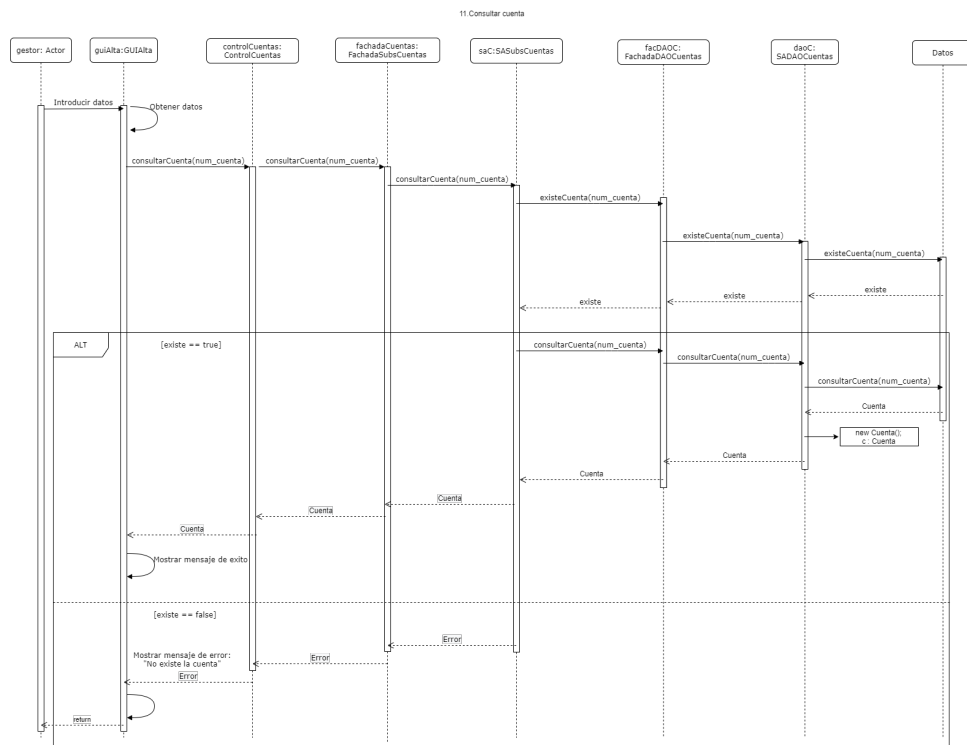 11.Consultar cuenta
gestor: Actor
guiAlta:GUIAlta
controlCuentas:
ControlCuentas
fachadaCuentas:
FachadaSubsCuentas
saC:SASubsCuentas
facDAOC:
FachadaDAOCuentas
daoC:
SADAOCuentas
Datos
Introducir datos
Obtener datos
consultarCuenta(num_cuenta)
consultarCuenta(num_cuenta)
consultarCuenta(num_cuenta)
existeCuenta(num_cuenta)
existeCuenta(num_cuenta)
existeCuenta(num_cuenta)
existe
existe
existe
ALT
[existe == true]
consultarCuenta(num_cuenta)
consultarCuenta(num_cuenta)
consultarCuenta(num_cuenta)
Cuenta
new Cuenta();
c : Cuenta
Cuenta
Cuenta
Cuenta
Cuenta
Cuenta
Mostrar mensaje de exito
[existe == false]
Error
Mostrar mensaje de error:
"No existe la cuenta"
Error
Error
return